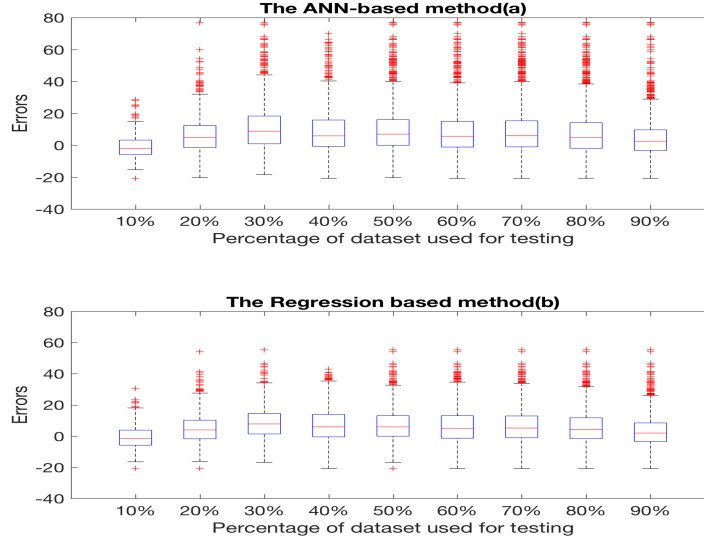 The ANN-based method(a)
80
60
40
20
0
-20
-40
Errors
10% 20% 30% 40% 50% 60% 70% 80% 90%
Percentage of dataset used for testing
The Regression based method(b)
80
60
40
20
0
-20
-40
Errors
10% 20% 30% 40% 50% 60% 70% 80% 90%
Percentage of dataset used for testing